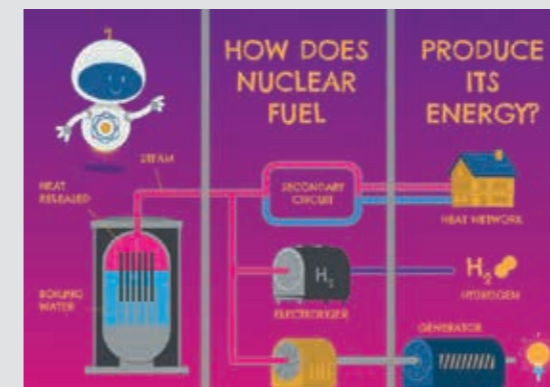 HOW DOES
NUCLEAR
FUEL
PRODUCE
ITS
ENERGY?
STEAM
HEAT
RELEASED
BOILING
WATER
SECONDARY
CIRCUIT
HEAT NETWORK
H₂
ELECTROLYSER
H₂
HYDROGEN
GENERATOR